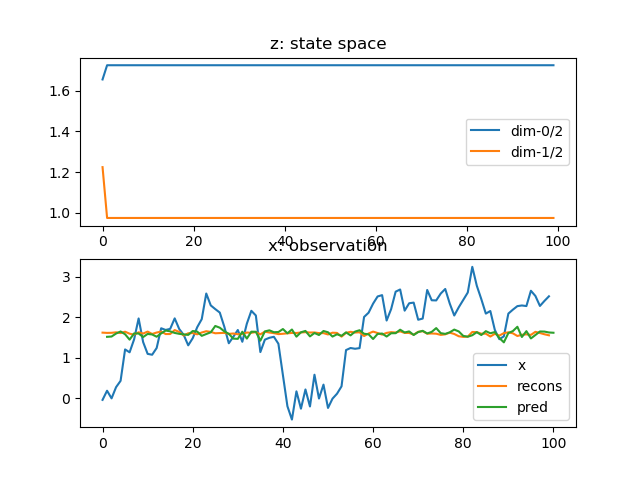 z: state space
1.6
1.4
1.2
1.0
dim-0/2
dim-1/2
0 20 40 60 80 100
x: observation
3
2
1
0
x
recons
pred
0 20 40 60 80 100